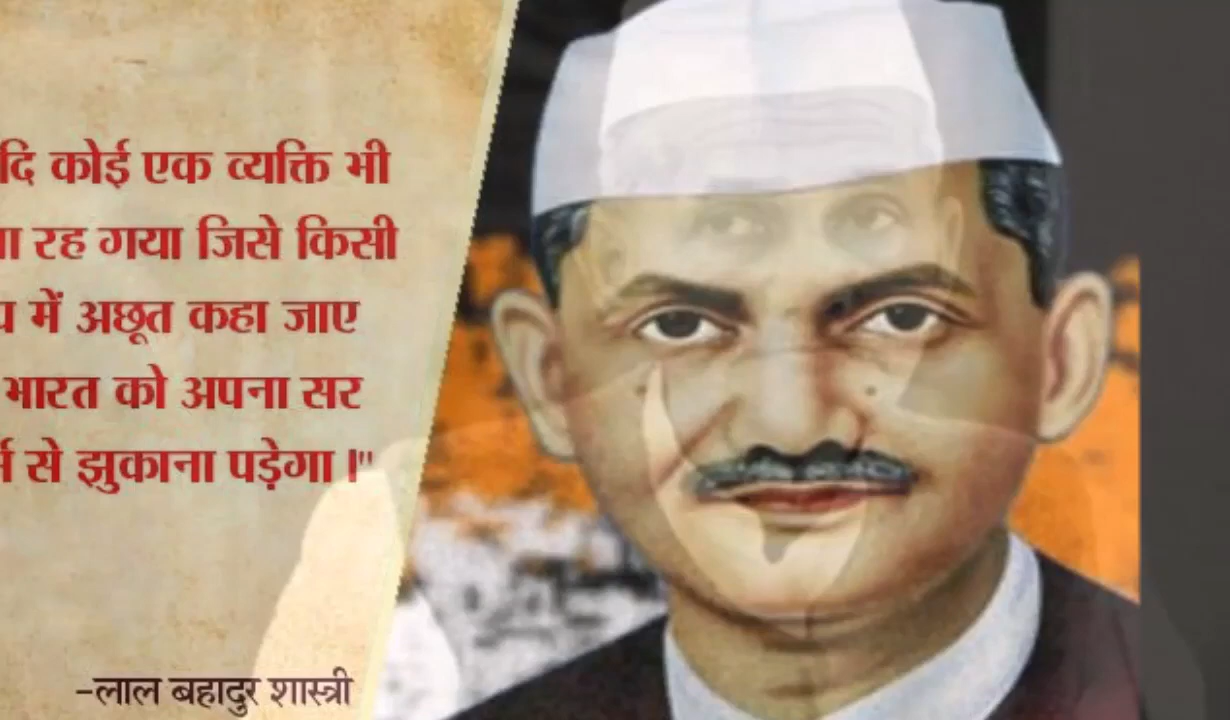 दि कोई एक व्यक्ति भी
रह गया जिसे किसी
में अछूत कहा जाए
भारत को अपना सर
से झुकाना पड़ेगा ।"
-लाल बहादुर शास्त्री